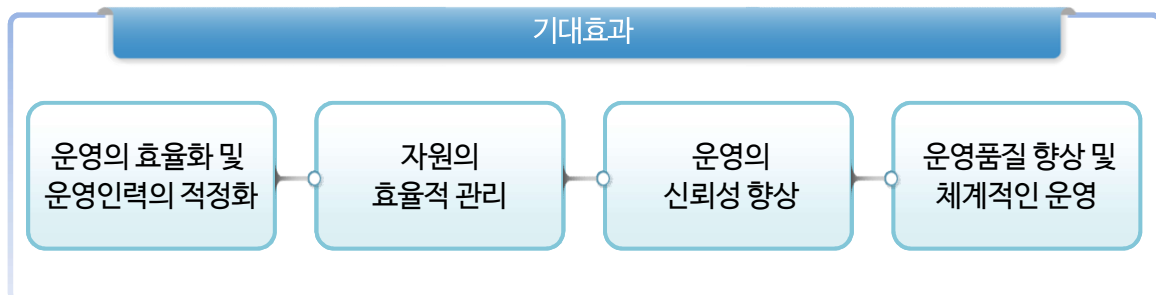 기대효과
운영의 효율화 및
운영인력의 적정화
자원의
효율적 관리
운영의
신뢰성 향상
운영품질 향상 및
체계적인 운영